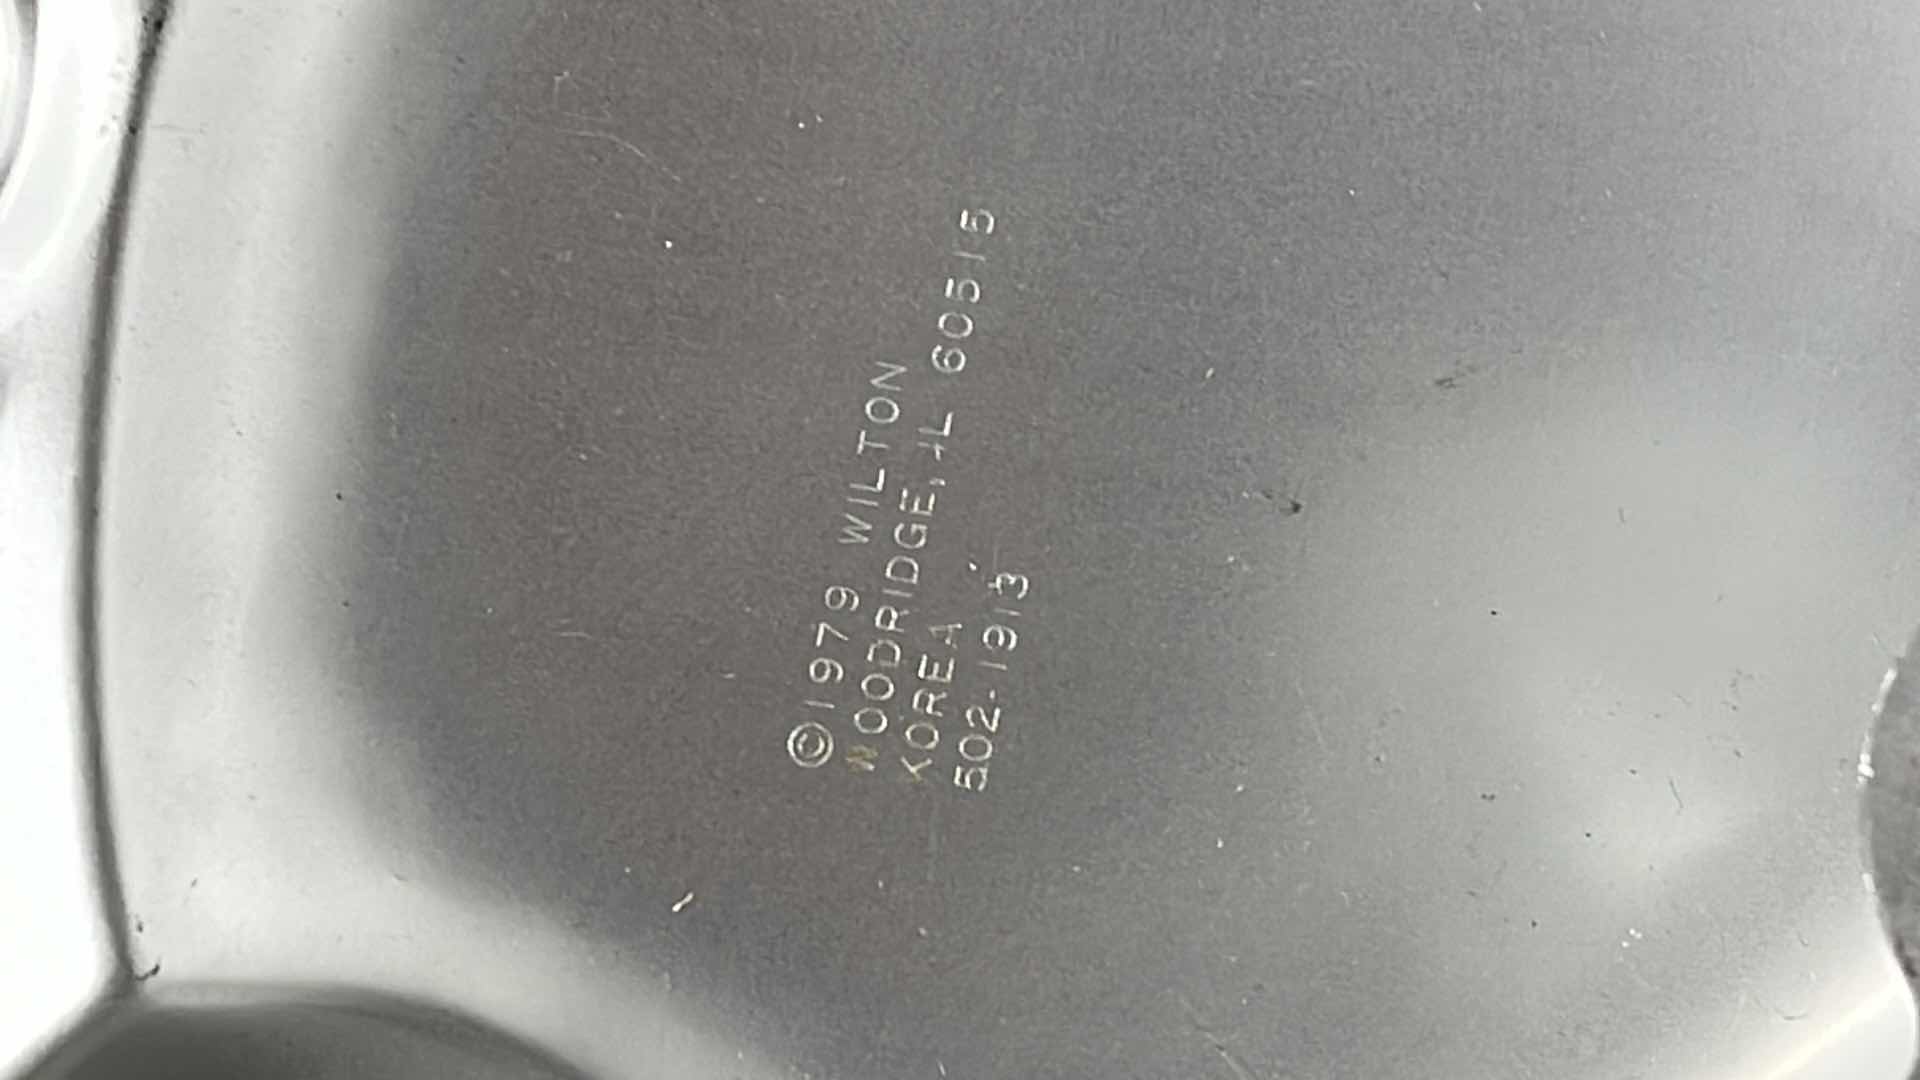 ©1979 WILTON
WOODRIDGE, IL 60515
KOREA
502-1913